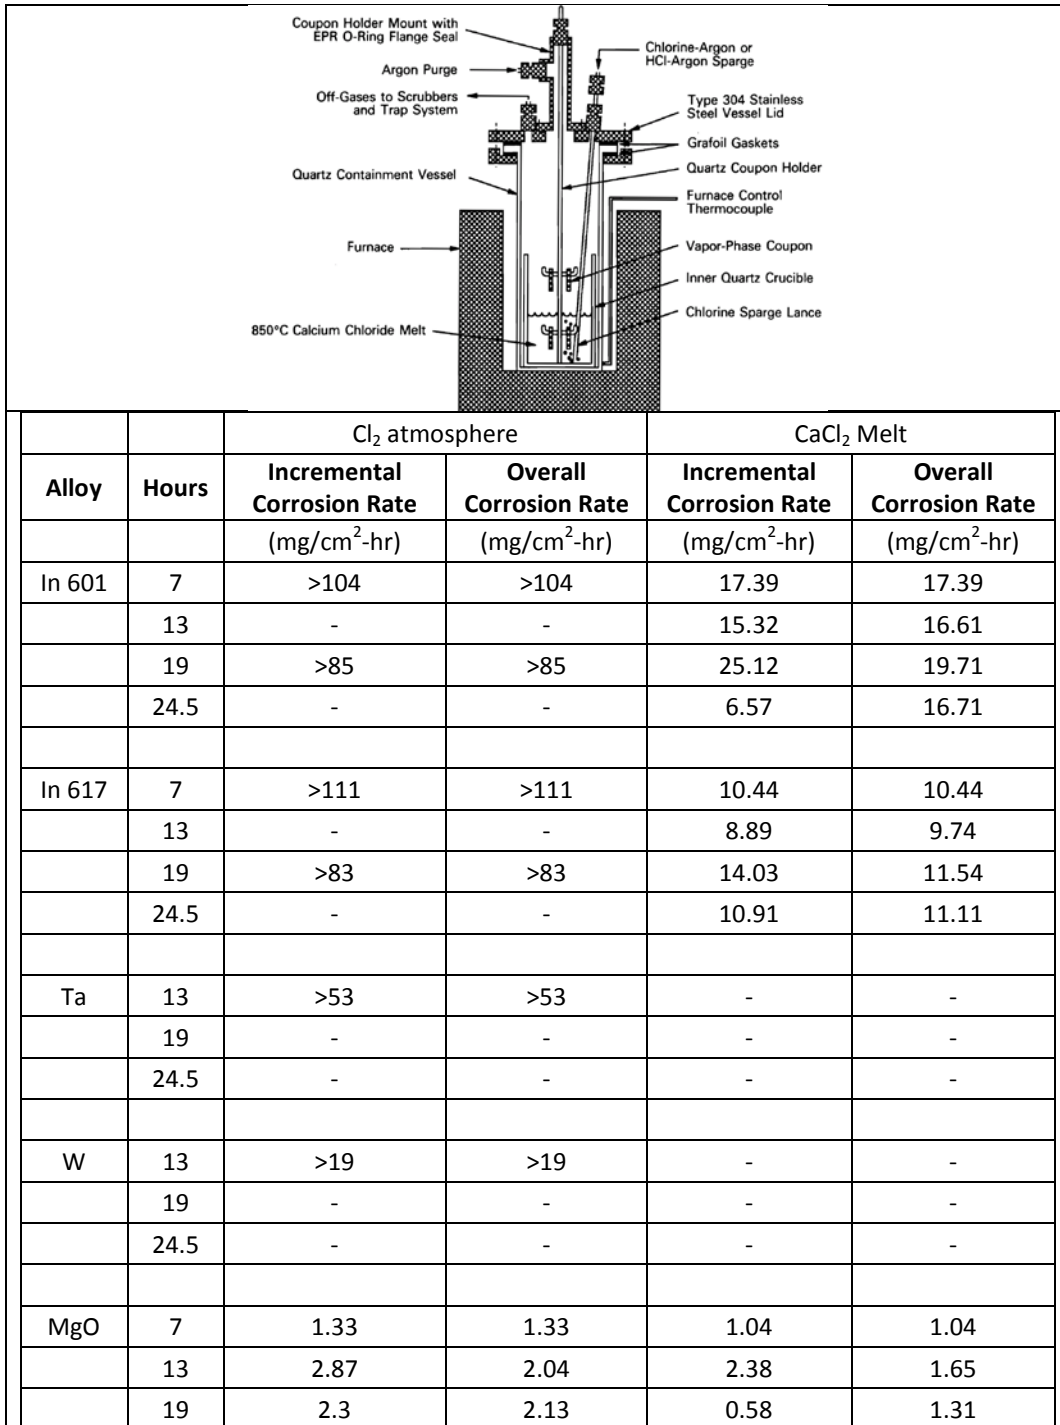 Coupon Holder Mount with
EPR O-Ring Flange Seal
Argon Purge
Off-Gases to Scrubbers
and Trap System
Quartz Containment Vessel
Furnace
850°C Calcium Chloride Melt
Chlorine-Argon or
HCl-Argon Sparge
Type 304 Stainless
Steel Vessel Lid
Grafoil Gaskets
Quartz Coupon Holder
Furnace Control
Thermocouple
Vapor-Phase Coupon
Inner Quartz Crucible
Chlorine Sparge Lance
Cl₂ atmosphere CaCl₂ Melt
Alloy Hours Incremental Corrosion Rate Overall Corrosion Rate Incremental Corrosion Rate Overall Corrosion Rate
(mg/cm²-hr) (mg/cm²-hr) (mg/cm²-hr) (mg/cm²-hr)
In 601 7 >104 >104 17.39 17.39
13 - - 15.32 16.61
19 >85 >85 25.12 19.71
24.5 - - 6.57 16.71
In 617 7 >111 >111 10.44 10.44
13 - - 8.89 9.74
19 >83 >83 14.03 11.54
24.5 - - 10.91 11.11
Ta 13 >53 >53 - -
19 - - - -
24.5 - - - -
W 13 >19 >19 - -
19 - - - -
24.5 - - - -
MgO 7 1.33 1.33 1.04 1.04
13 2.87 2.04 2.38 1.65
19 2.3 2.13 0.58 1.31